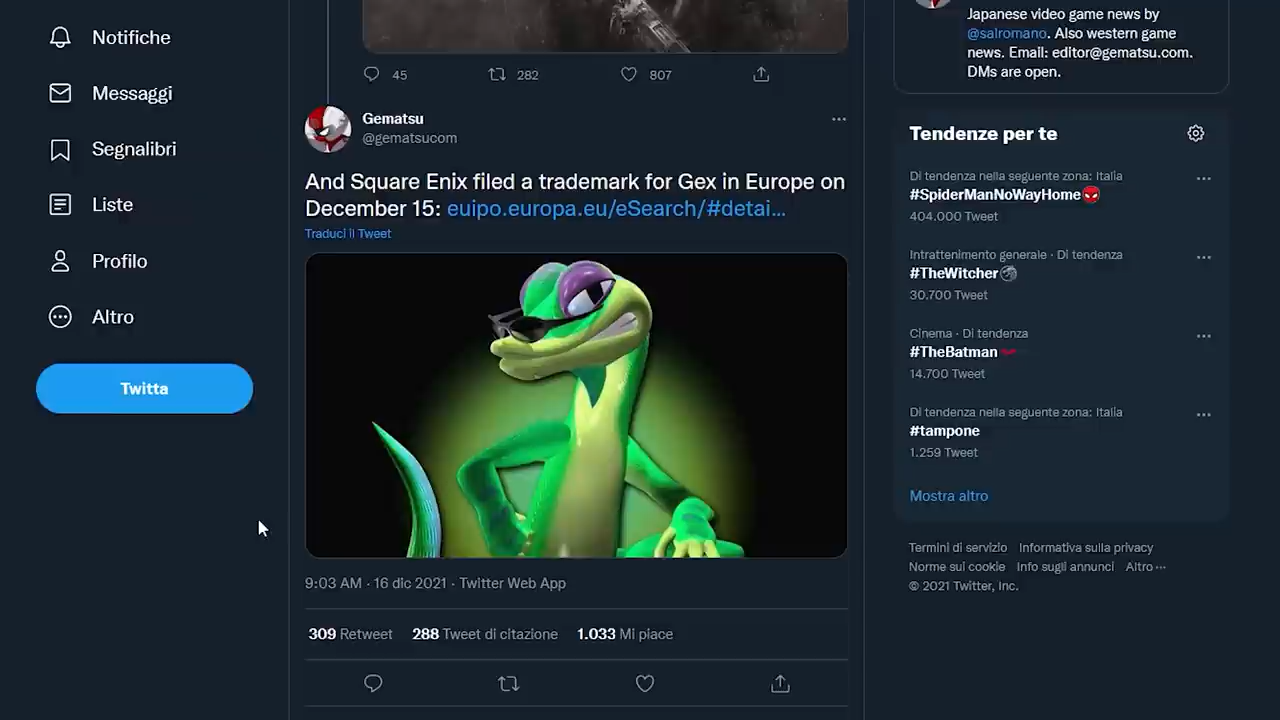 Notifiche
Messaggi
Segnalibri
Liste
Profilo
Altro
Twitta
45
282
807
Gematsu
@gematsucom
And Square Enix filed a trademark for Gex in Europe on
December 15: euipo.europa.eu/eSearch/#detai...
Traduci il Tweet
9:03 AM · 16 dic 2021 · Twitter Web App
309 Retweet 288 Tweet di citazione 1.033 Mi piace
Japanese video game news by
@salromano. Also western game
news. Email: editor@gematsu.com.
DMs are open.
Tendenze per te
Di tendenza nella seguente zona: Italia
#SpiderManNoWayHome
404.000 Tweet
Intrattenimento generale · Di tendenza
#TheWitcher
30.700 Tweet
Cinema · Di tendenza
#TheBatman
14.700 Tweet
Di tendenza nella seguente zona: Italia
#tampone
1.259 Tweet
Mostra altro
Termini di servizio Informativa sulla privacy
Norme sui cookie Info sugli annunci Altro ...
© 2021 Twitter, Inc.